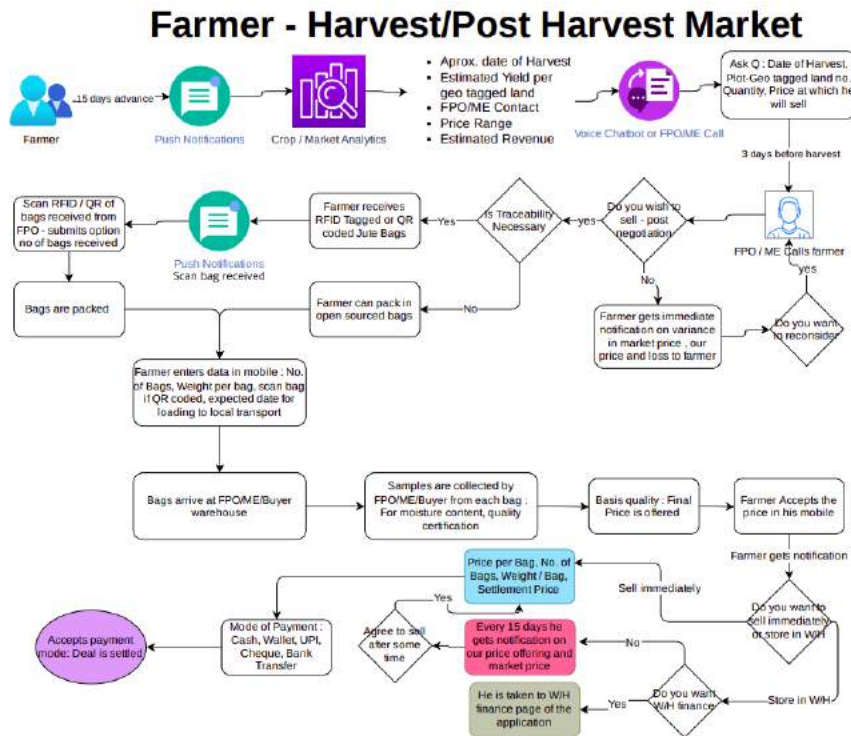 Farmer - Harvest/Post Harvest Market
Farmer
15 days advance
Push Notifications
Crop / Market Analytics
Aprox. date of Harvest
Estimated Yield per
geo tagged land
FPO/ME Contact
Price Range
Estimated Revenue
Voice Chatbot or FPO/ME Call
Ask Q : Date of Harvest,
Plot-Geo tagged land no.
Quantity, Price at which he
will sell
3 days before harvest
FPO / ME Calls farmer
Do you wish to
sell - post
negotiation
yes
Is Traceability
Necessary
Yes
Farmer receives
RFID Tagged or QR
coded Jute Bags
Push Notifications
Scan bag received
Scan RFID / QR of
bags received from
FPO - submits option
no of bags received
Bags are packed
No
Farmer can pack in
open sourced bags
No
Farmer gets immediate
notification on variance
in market price , our
price and loss to farmer
Do you want
to reconsider
yes
Farmer enters data in mobile : No.
of Bags, Weight per bag, scan bag
if QR coded, expected date for
loading to local transport
Bags arrive at FPO/ME/Buyer
warehouse
Samples are collected by
FPO/ME/Buyer from each bag :
For moisture content, quality
certification
Basis quality : Final
Price is offered
Farmer Accepts the
price in his mobile
Farmer gets notification
Do you want to
sell immediately
or store in W/H
Sell immediately
Price per Bag, No. of
Bags, Weight / Bag,
Settlement Price
Mode of Payment :
Cash, Wallet, UPI,
Cheque, Bank
Transfer
Accepts payment
mode: Deal is settled
Store in W/H
Do you want
W/H finance
No
Every 15 days he
gets notification on
our price offering and
market price
Agree to sell
after some
time
Yes
Yes
He is taken to W/H
finance page of the
application